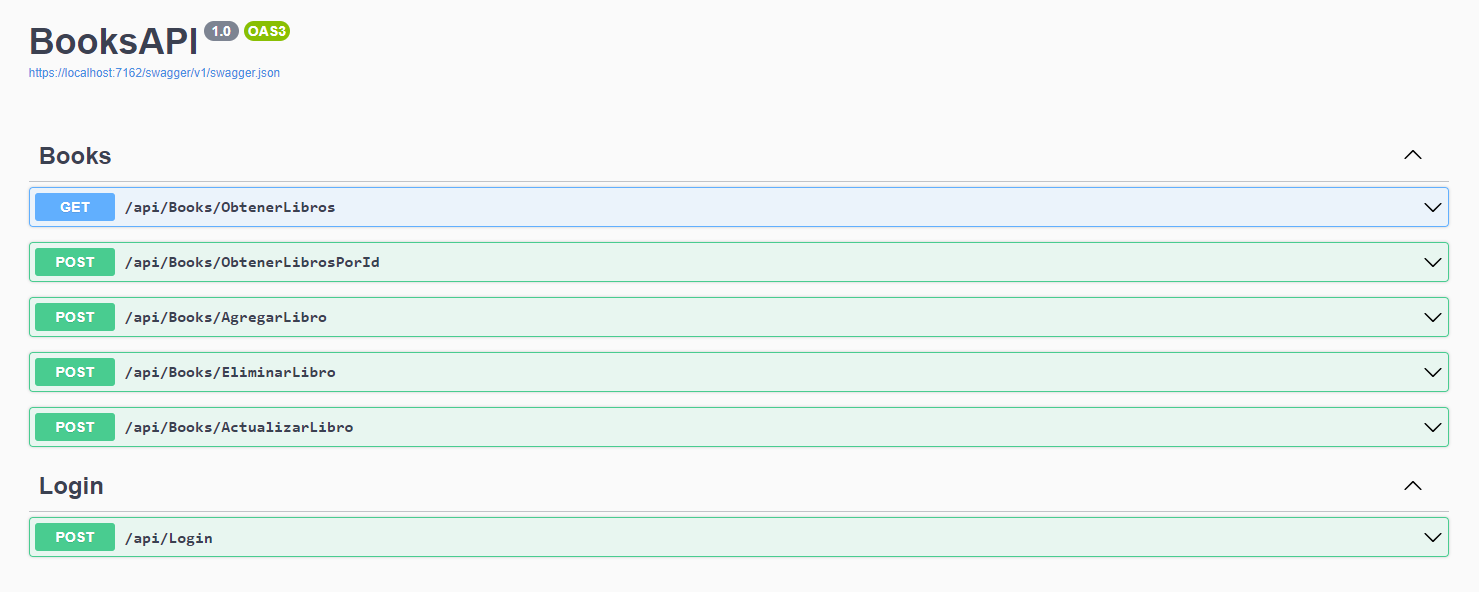 BooksAPI 1.0 OAS3
https://localhost:7162/swagger/v1/swagger.json
Books
GET /api/Books/ObtenerLibros
POST /api/Books/ObtenerLibrosPorId
POST /api/Books/AgregarLibro
POST /api/Books/EliminarLibro
POST /api/Books/ActualizarLibro
Login
POST /api/Login